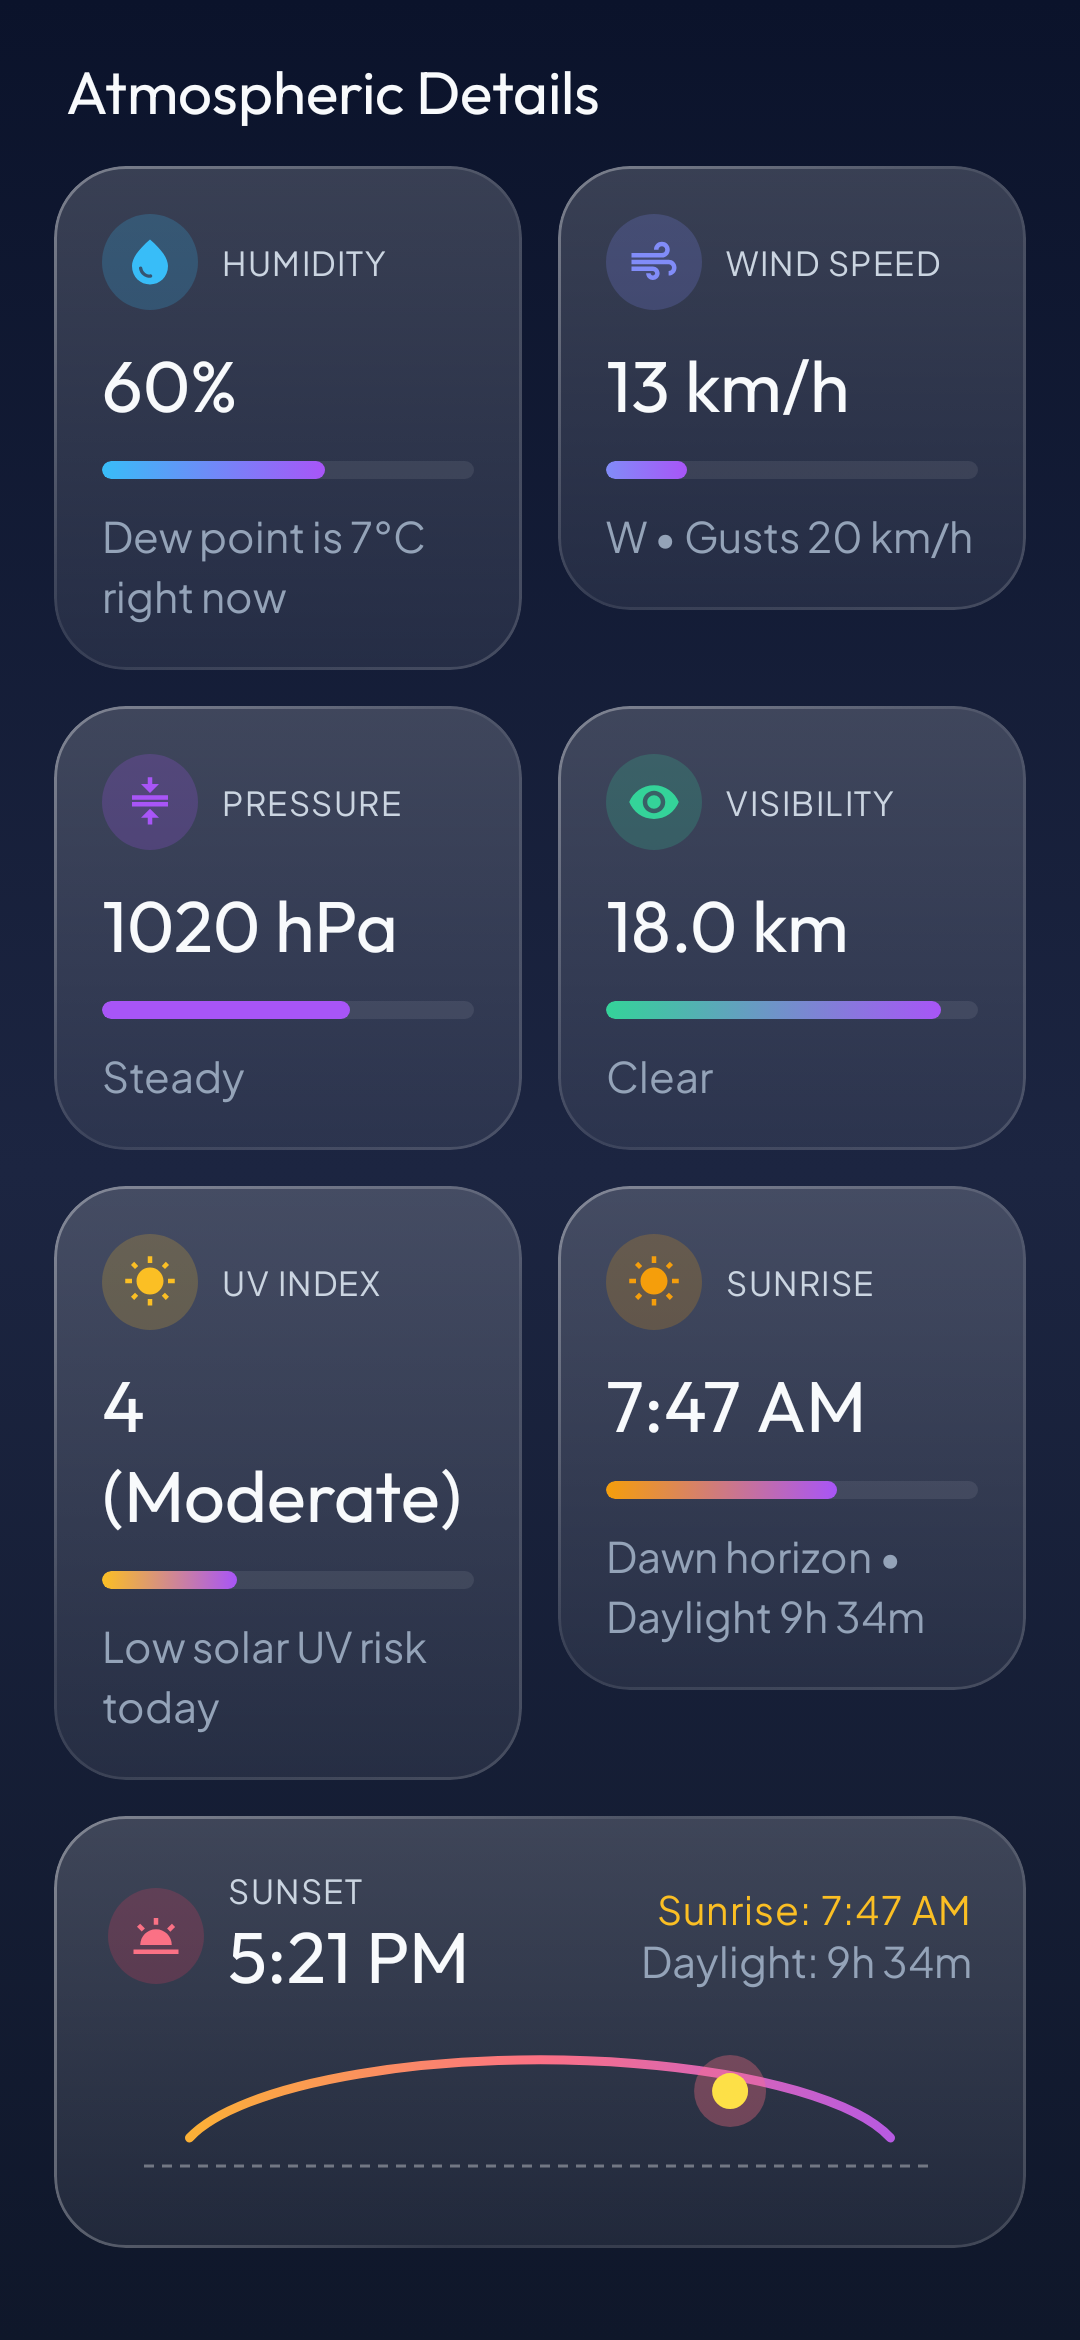 Atmospheric Details
HUMIDITY
60%
Dew point is 7°C
right now
WIND SPEED
13 km/h
W • Gusts 20 km/h
PRESSURE
1020 hPa
Steady
VISIBILITY
18.0 km
Clear
UV INDEX
4
(Moderate)
Low solar UV risk
today
SUNRISE
7:47 AM
Dawn horizon •
Daylight 9h 34m
SUNSET
5:21 PM
Sunrise: 7:47 AM
Daylight: 9h 34m